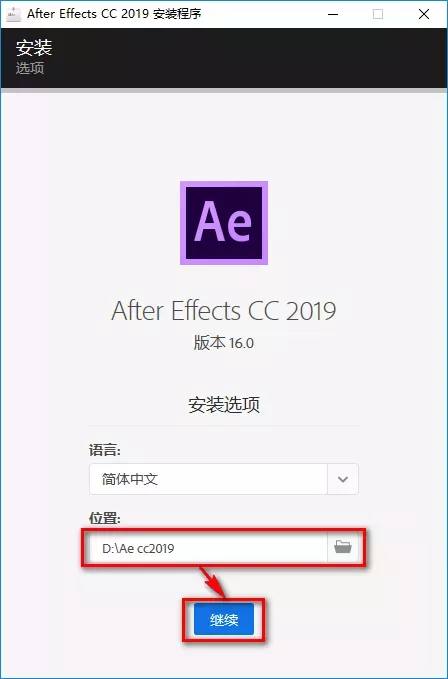 After Effects CC 2019 安装程序
安装
选项
Ae
After Effects CC 2019
版本 16.0
安装选项
语言:
简体中文
位置:
D:\Ae cc2019
继续